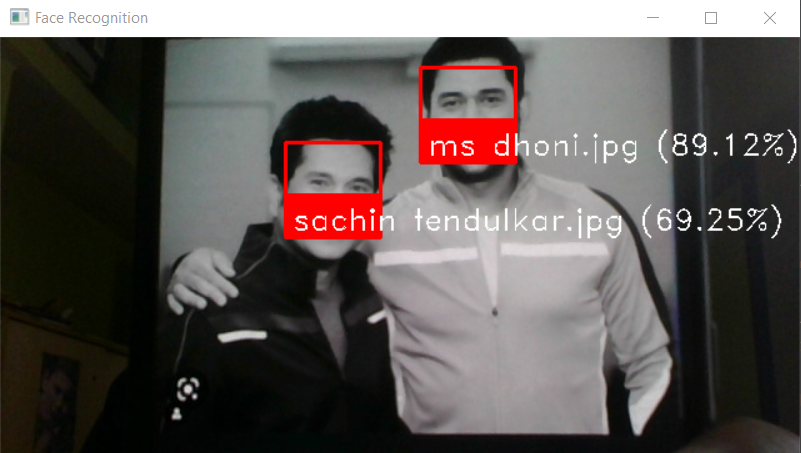 Face Recognition
ms dhoni.jpg (89.12%)
sachin tendulkar.jpg (69.25%)